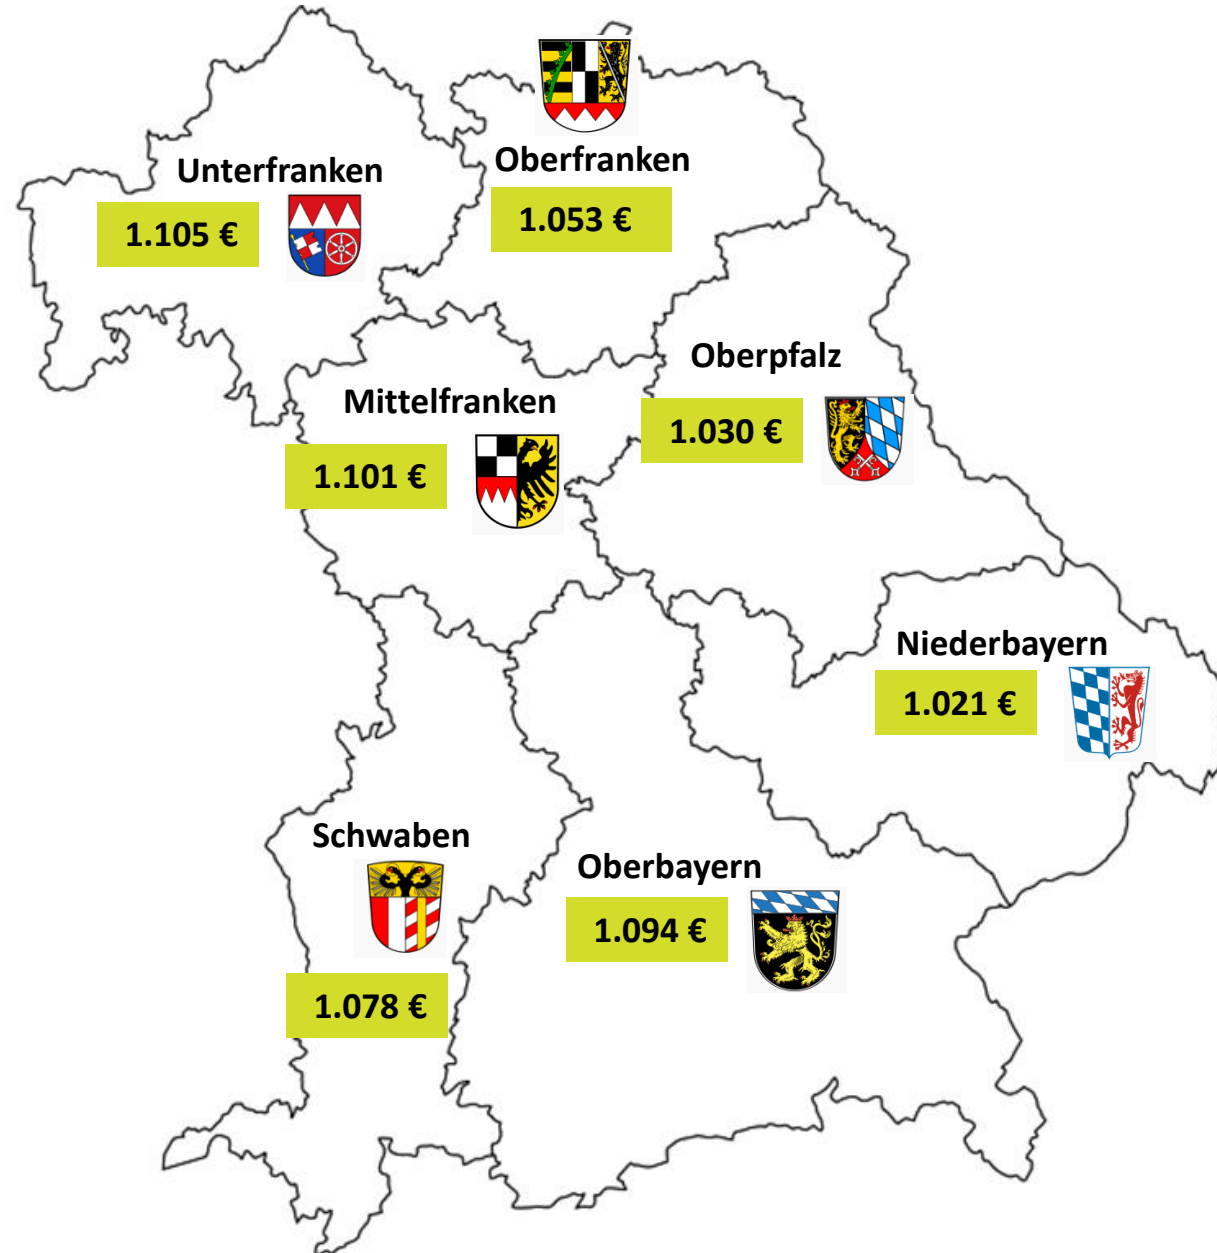 Unterfranken
1.105 €
Oberfranken
1.053 €
Mittelfranken
1.101 €
Oberpfalz
1.030 €
Niederbayern
1.021 €
Schwaben
1.078 €
Oberbayern
1.094 €